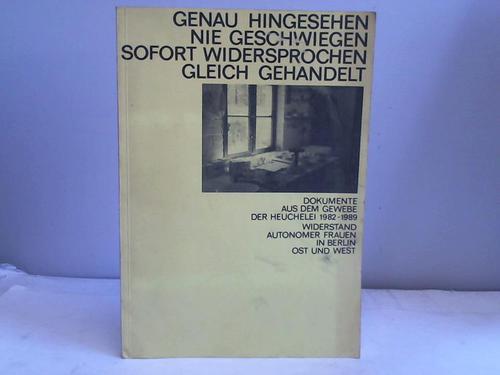 GENAU HINGESEHEN
NIE GESCHWIEGEN
SOFORT WIDERSPROCHEN
GLEICH GEHANDELT
DOKUMENTE
AUS DEM GEWEBE
DER HEUCHELEI 1982-1989
WIDERSTAND
AUTONOMER FRAUEN
IN BERLIN
OST UND WEST